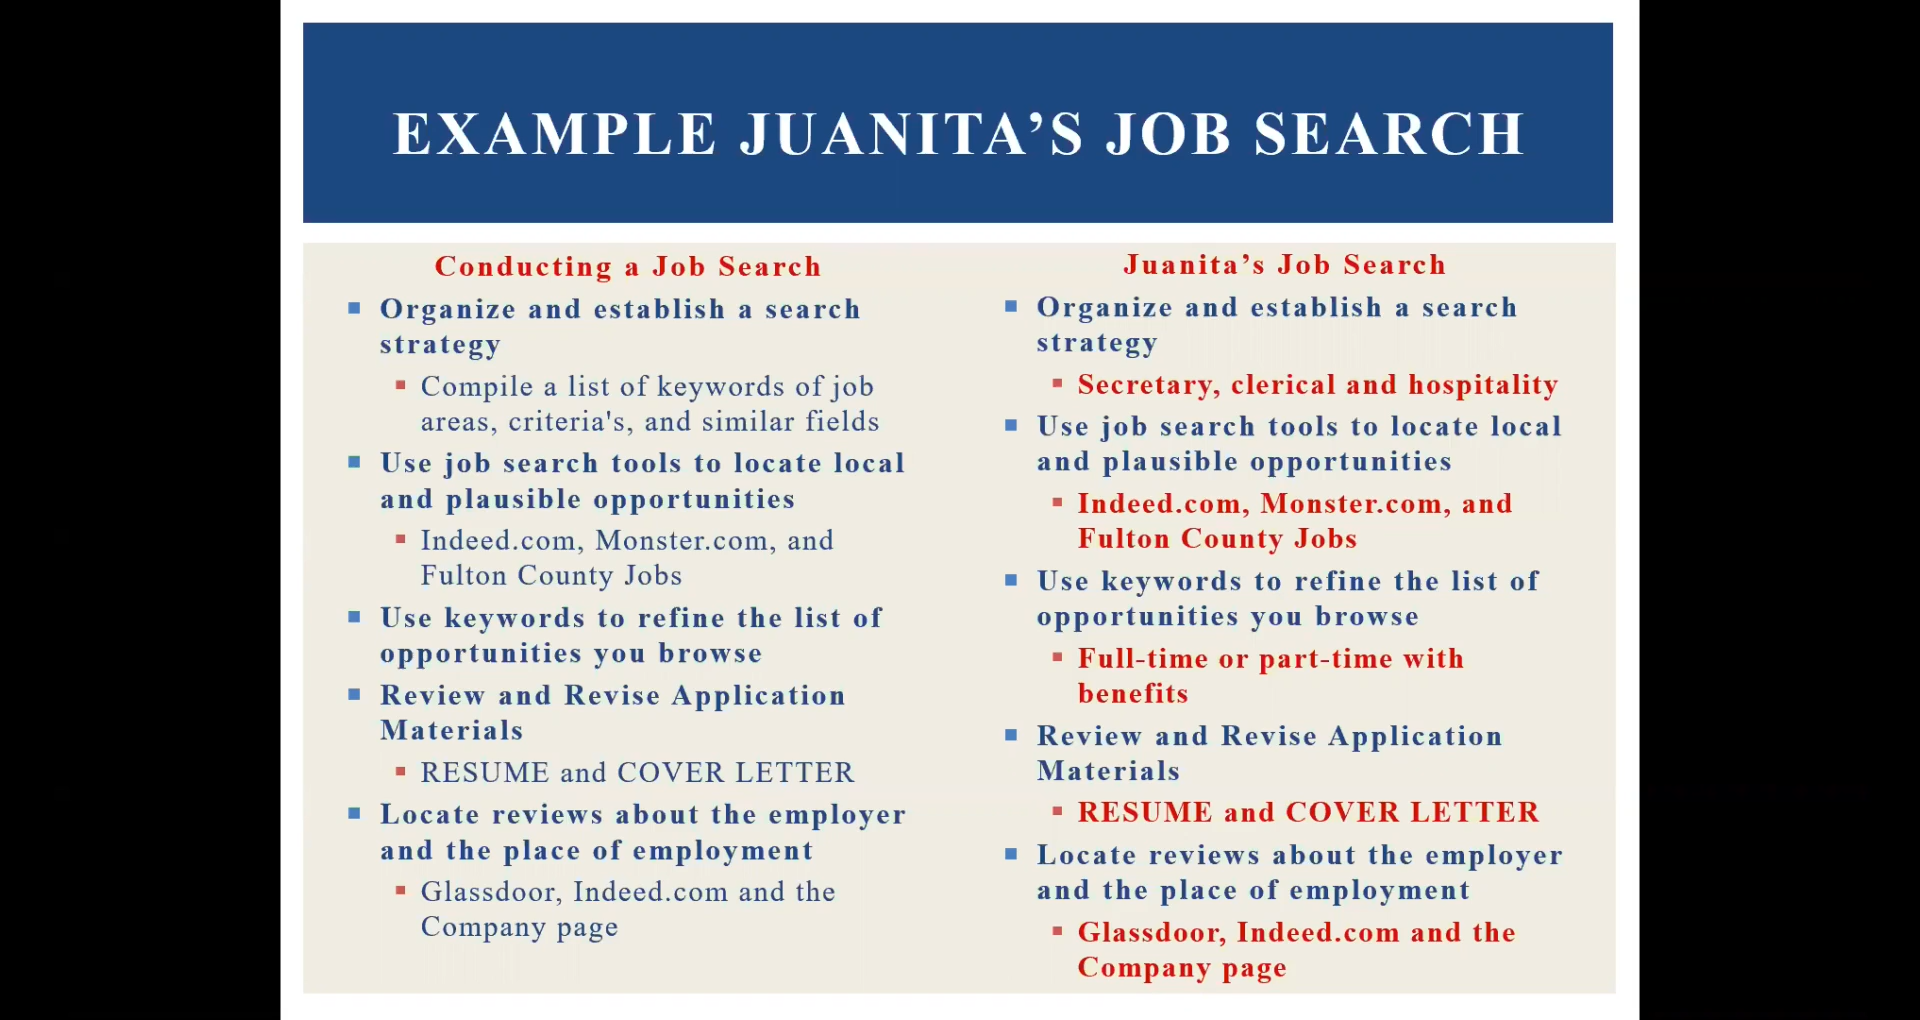 EXAMPLE JUANITA’S JOB SEARCH
Conducting a Job Search
Organize and establish a search
strategy
Compile a list of keywords of job
areas, criteria's, and similar fields
Use job search tools to locate local
and plausible opportunities
Indeed.com, Monster.com, and
Fulton County Jobs
Use keywords to refine the list of
opportunities you browse
Review and Revise Application
Materials
RESUME and COVER LETTER
Locate reviews about the employer
and the place of employment
Glassdoor, Indeed.com and the
Company page
Juanita’s Job Search
Organize and establish a search
strategy
Secretary, clerical and hospitality
Use job search tools to locate local
and plausible opportunities
Indeed.com, Monster.com, and
Fulton County Jobs
Use keywords to refine the list of
opportunities you browse
Full-time or part-time with
benefits
Review and Revise Application
Materials
RESUME and COVER LETTER
Locate reviews about the employer
and the place of employment
Glassdoor, Indeed.com and the
Company page